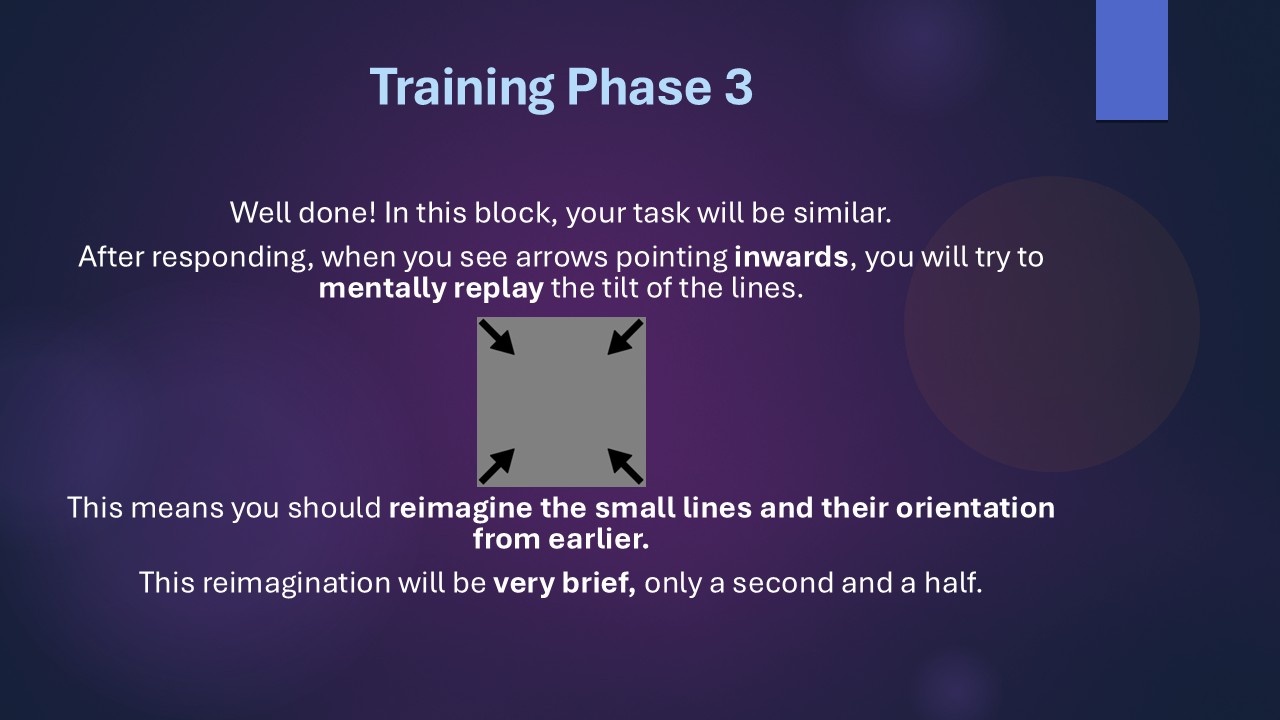 Training Phase 3
Well done! In this block, your task will be similar.
After responding, when you see arrows pointing inwards, you will try to
mentally replay the tilt of the lines.
This means you should reimagine the small lines and their orientation
from earlier.
This reimagination will be very brief, only a second and a half.